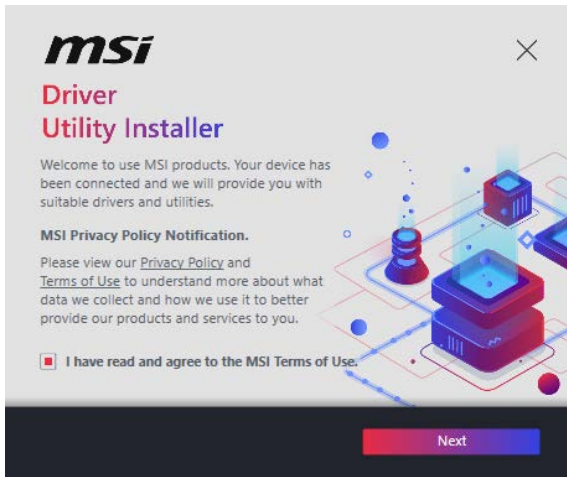 msi
Driver
Utility Installer
Welcome to use MSI products. Your device has
been connected and we will provide you with
suitable drivers and utilities.
MSI Privacy Policy Notification.
Please view our Privacy Policy and
Terms of Use to understand more about what
data we collect and how we use it to better
provide our products and services to you.
I have read and agree to the MSI Terms of Use.
Next